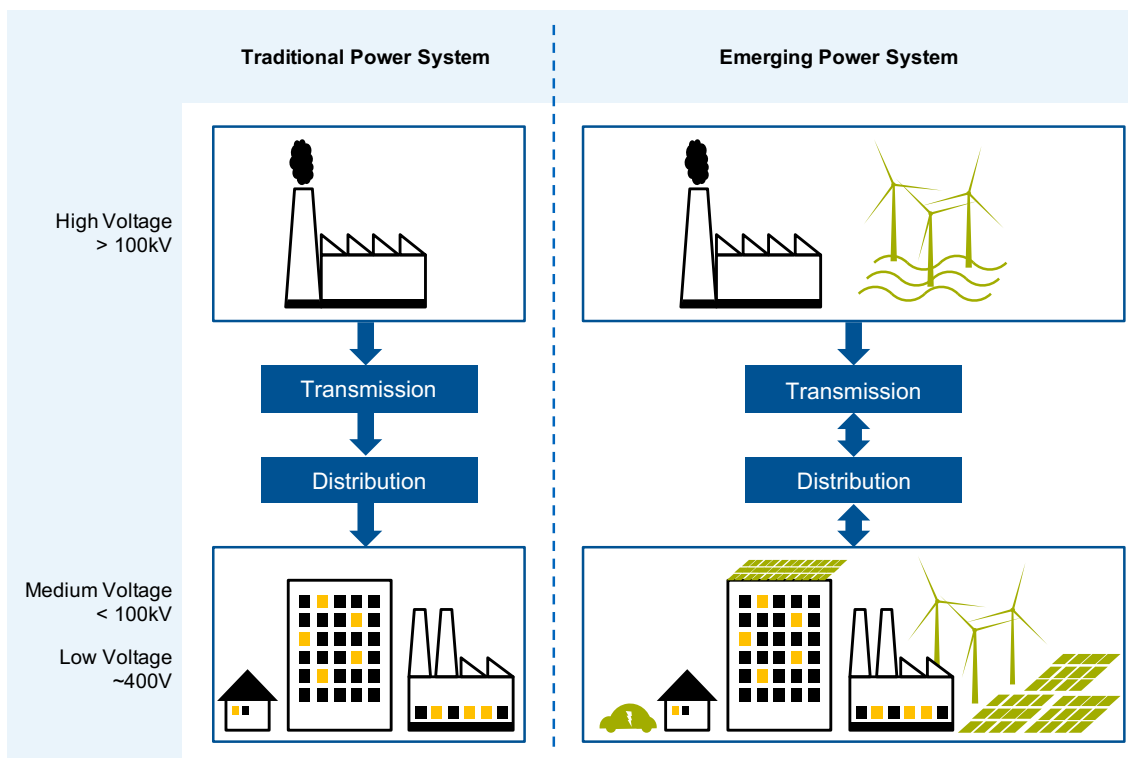 Traditional Power System
Emerging Power System
High Voltage
> 100kV
Transmission
Transmission
Distribution
Distribution
Medium Voltage
< 100kV
Low Voltage
~400V